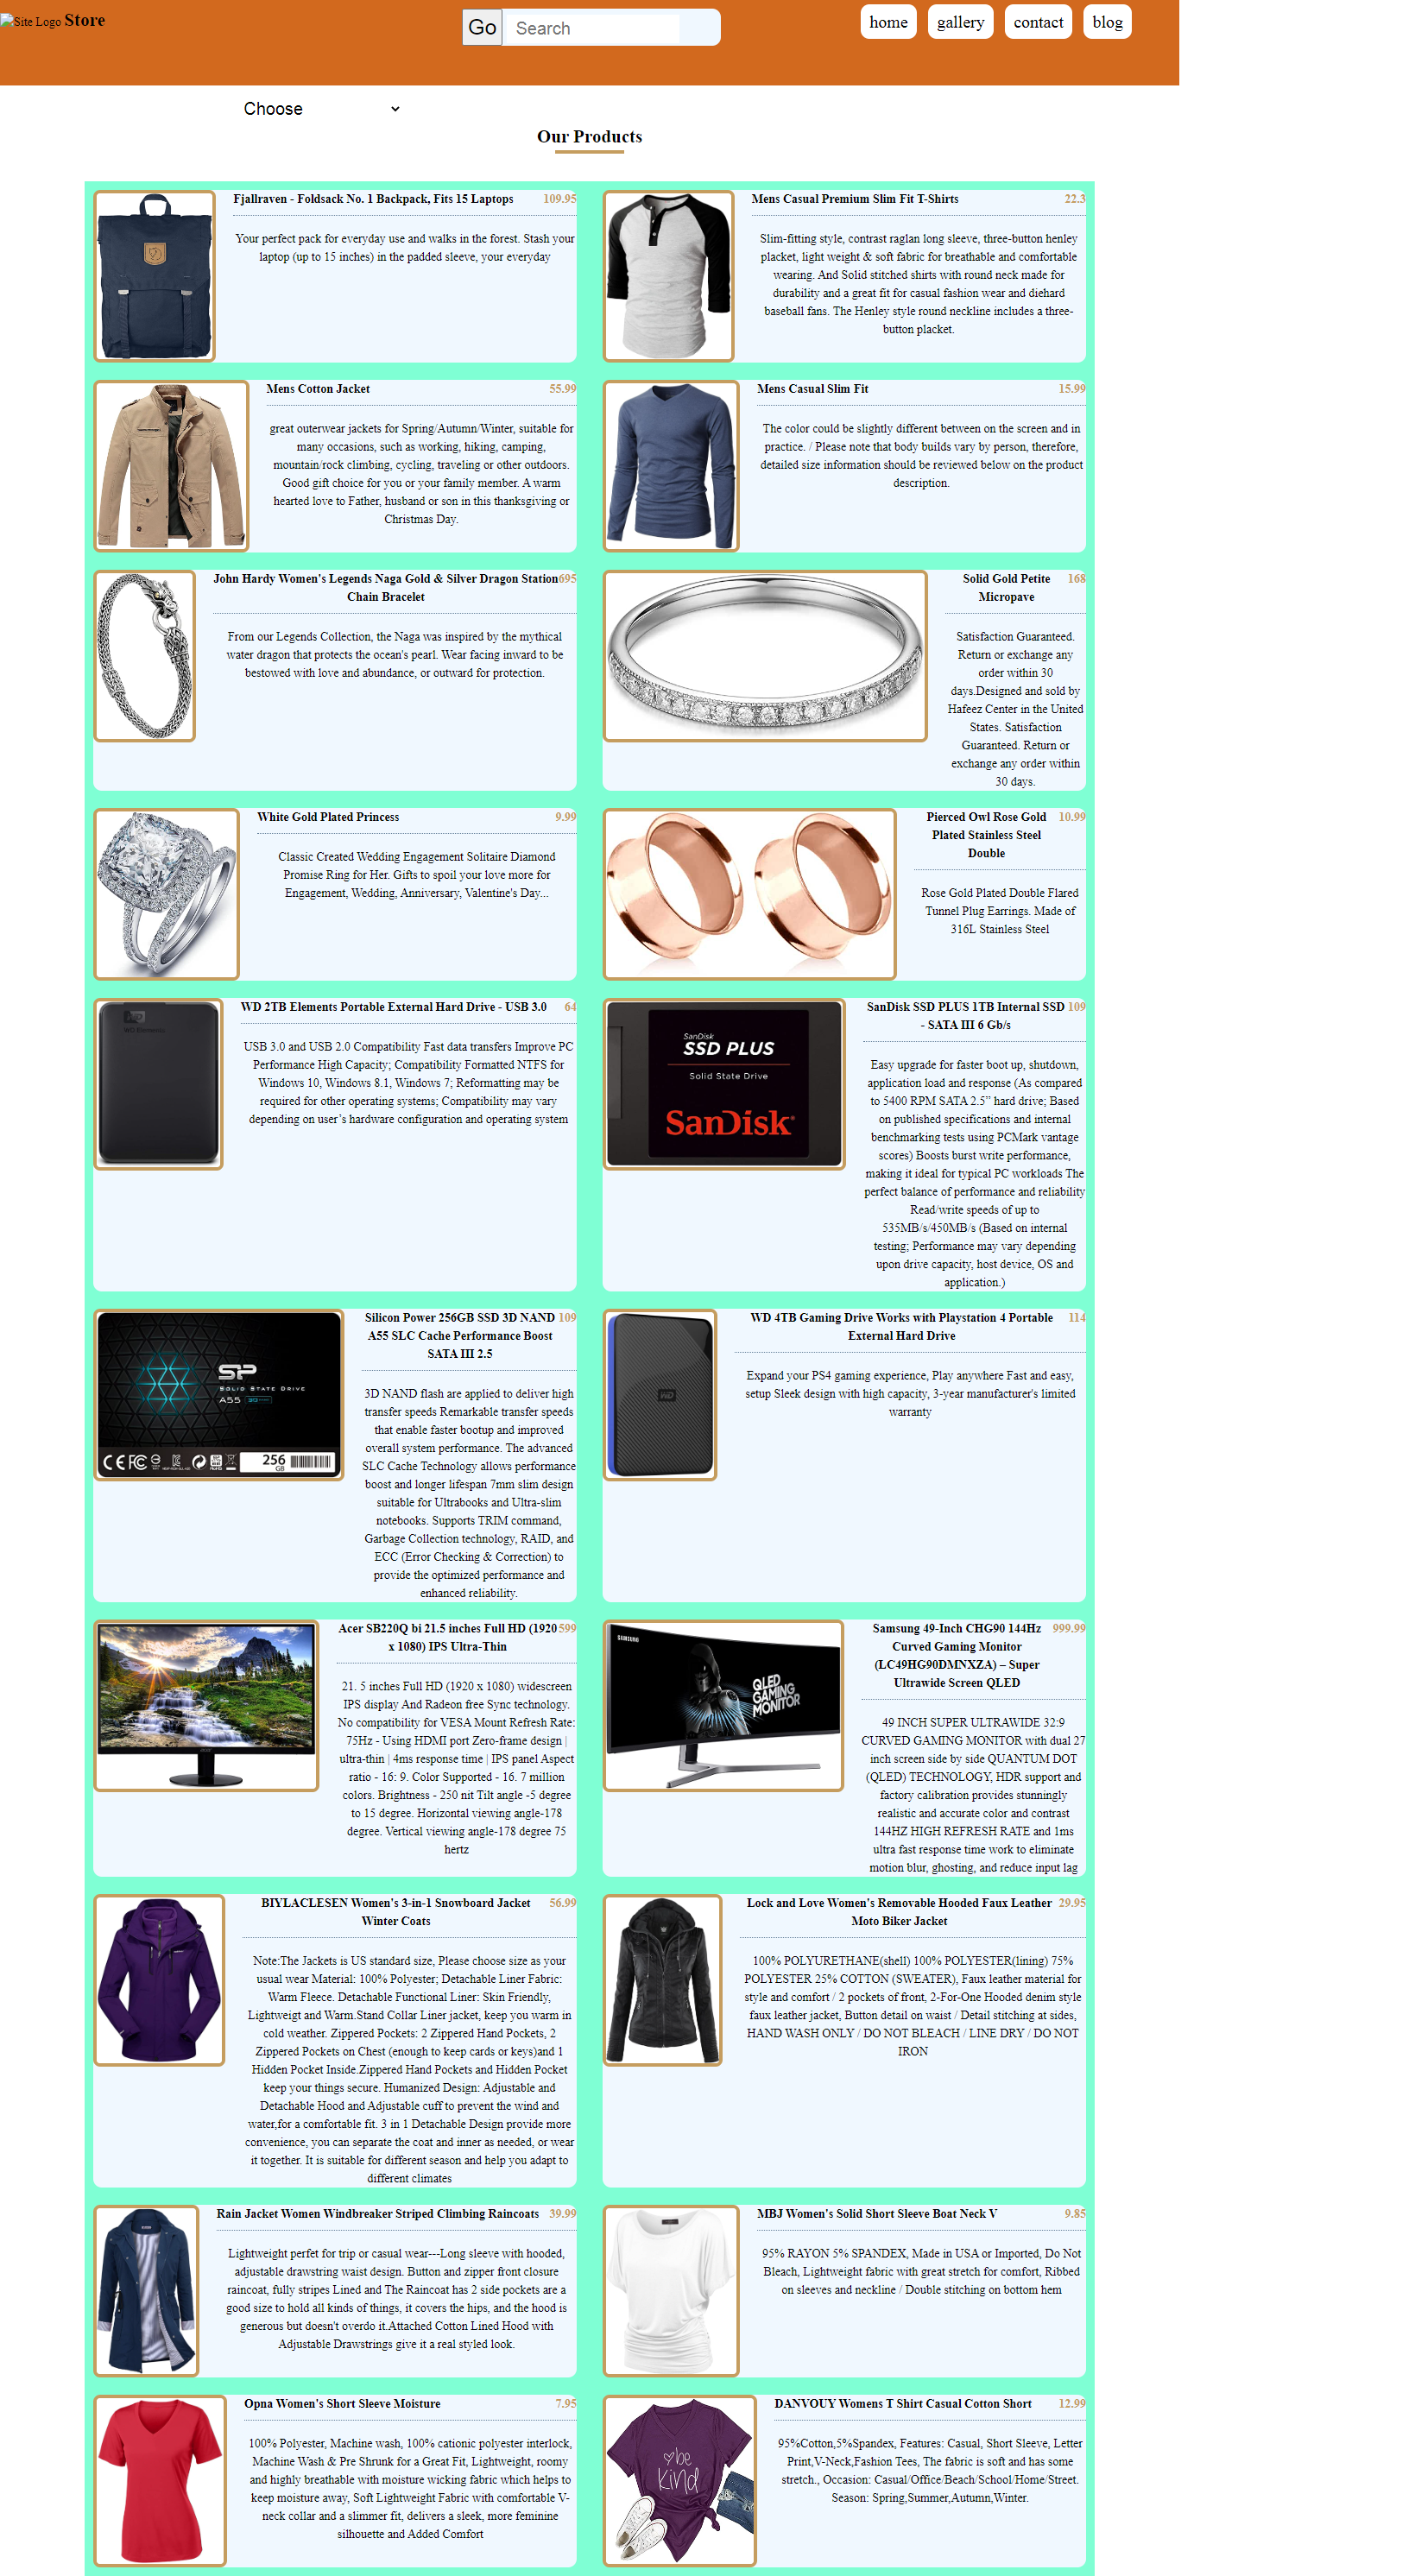 Site Logo Store
Go Search
home gallery contact blog
Choose
Our Products
Fjallraven - Foldsack No. 1 Backpack, Fits 15 Laptops 109.95
Your perfect pack for everyday use and walks in the forest. Stash your
laptop (up to 15 inches) in the padded sleeve, your everyday
Mens Casual Premium Slim Fit T-Shirts 22.3
Slim-fitting style, contrast raglan long sleeve, three-button henley
placket, light weight & soft fabric for breathable and comfortable
wearing. And Solid stitched shirts with round neck made for
durability and a great fit for casual fashion wear and diehard
baseball fans. The Henley style round neckline includes a three-
button placket.
Mens Cotton Jacket 55.99
great outerwear jackets for Spring/Autumn/Winter, suitable for
many occasions, such as working, hiking, camping,
mountain/rock climbing, cycling, traveling or other outdoors.
Good gift choice for you or your family member. A warm
hearted love to Father, husband or son in this thanksgiving or
Christmas Day.
Mens Casual Slim Fit 15.99
The color could be slightly different between on the screen and in
practice. / Please note that body builds vary by person, therefore,
detailed size information should be reviewed below on the product
description.
John Hardy Women's Legends Naga Gold & Silver Dragon Station 695
Chain Bracelet
From our Legends Collection, the Naga was inspired by the mythical
water dragon that protects the ocean's pearl. Wear facing inward to be
bestowed with love and abundance, or outward for protection.
Solid Gold Petite 168
Micropave
Satisfaction Guaranteed.
Return or exchange any
order within 30
days.Designed and sold by
Hafeez Center in the United
States. Satisfaction
Guaranteed. Return or
exchange any order within
30 days.
White Gold Plated Princess 9.99
Classic Created Wedding Engagement Solitaire Diamond
Promise Ring for Her. Gifts to spoil your love more for
Engagement, Wedding, Anniversary, Valentine's Day...
Pierced Owl Rose Gold 10.99
Plated Stainless Steel
Double
Rose Gold Plated Double Flared
Tunnel Plug Earrings. Made of
316L Stainless Steel
WD
WD Elements
WD 2TB Elements Portable External Hard Drive - USB 3.0 64
USB 3.0 and USB 2.0 Compatibility Fast data transfers Improve PC
Performance High Capacity; Compatibility Formatted NTFS for
Windows 10, Windows 8.1, Windows 7; Reformatting may be
required for other operating systems; Compatibility may vary
depending on user’s hardware configuration and operating system
SanDisk
SSD PLUS
Solid State Drive
SanDisk
SanDisk SSD PLUS 1TB Internal SSD 109
- SATA III 6 Gb/s
Easy upgrade for faster boot up, shutdown,
application load and response (As compared
to 5400 RPM SATA 2.5” hard drive; Based
on published specifications and internal
benchmarking tests using PCMark vantage
scores) Boosts burst write performance,
making it ideal for typical PC workloads The
perfect balance of performance and reliability
Read/write speeds of up to
535MB/s/450MB/s (Based on internal
testing; Performance may vary depending
upon drive capacity, host device, OS and
application.)
SP
SOLID STATE DRIVE
A55
256
GB
Silicon Power 256GB SSD 3D NAND 109
A55 SLC Cache Performance Boost
SATA III 2.5
3D NAND flash are applied to deliver high
transfer speeds Remarkable transfer speeds
that enable faster bootup and improved
overall system performance. The advanced
SLC Cache Technology allows performance
boost and longer lifespan 7mm slim design
suitable for Ultrabooks and Ultra-slim
notebooks. Supports TRIM command,
Garbage Collection technology, RAID, and
ECC (Error Checking & Correction) to
provide the optimized performance and
enhanced reliability.
WD
WD 4TB Gaming Drive Works with Playstation 4 Portable 114
External Hard Drive
Expand your PS4 gaming experience, Play anywhere Fast and easy,
setup Sleek design with high capacity, 3-year manufacturer's limited
warranty
Acer SB220Q bi 21.5 inches Full HD (1920 599
x 1080) IPS Ultra-Thin
21. 5 inches Full HD (1920 x 1080) widescreen
IPS display And Radeon free Sync technology.
No compatibility for VESA Mount Refresh Rate:
75Hz - Using HDMI port Zero-frame design |
ultra-thin | 4ms response time | IPS panel Aspect
ratio - 16: 9. Color Supported - 16. 7 million
colors. Brightness - 250 nit Tilt angle -5 degree
to 15 degree. Horizontal viewing angle-178
degree. Vertical viewing angle-178 degree 75
hertz
SAMSUNG
QLED
GAMING
MONITOR
Samsung 49-Inch CHG90 144Hz 999.99
Curved Gaming Monitor
(LC49HG90DMNXZA) – Super
Ultrawide Screen QLED
49 INCH SUPER ULTRAWIDE 32:9
CURVED GAMING MONITOR with dual 27
inch screen side by side QUANTUM DOT
(QLED) TECHNOLOGY, HDR support and
factory calibration provides stunningly
realistic and accurate color and contrast
144HZ HIGH REFRESH RATE and 1ms
ultra fast response time work to eliminate
motion blur, ghosting, and reduce input lag
BIYLACLESEN Women's 3-in-1 Snowboard Jacket 56.99
Winter Coats
Note:The Jackets is US standard size, Please choose size as your
usual wear Material: 100% Polyester; Detachable Liner Fabric:
Warm Fleece. Detachable Functional Liner: Skin Friendly,
Lightweigt and Warm.Stand Collar Liner jacket, keep you warm in
cold weather. Zippered Pockets: 2 Zippered Hand Pockets, 2
Zippered Pockets on Chest (enough to keep cards or keys)and 1
Hidden Pocket Inside.Zippered Hand Pockets and Hidden Pocket
keep your things secure. Humanized Design: Adjustable and
Detachable Hood and Adjustable cuff to prevent the wind and
water,for a comfortable fit. 3 in 1 Detachable Design provide more
convenience, you can separate the coat and inner as needed, or wear
it together. It is suitable for different season and help you adapt to
different climates
Lock and Love Women's Removable Hooded Faux Leather 29.95
Moto Biker Jacket
100% POLYURETHANE(shell) 100% POLYESTER(lining) 75%
POLYESTER 25% COTTON (SWEATER), Faux leather material for
style and comfort / 2 pockets of front, 2-For-One Hooded denim style
faux leather jacket, Button detail on waist / Detail stitching at sides,
HAND WASH ONLY / DO NOT BLEACH / LINE DRY / DO NOT
IRON
Rain Jacket Women Windbreaker Striped Climbing Raincoats 39.99
Lightweight perfet for trip or casual wear---Long sleeve with hooded,
adjustable drawstring waist design. Button and zipper front closure
raincoat, fully stripes Lined and The Raincoat has 2 side pockets are a
good size to hold all kinds of things, it covers the hips, and the hood is
generous but doesn't overdo it.Attached Cotton Lined Hood with
Adjustable Drawstrings give it a real styled look.
MBJ Women's Solid Short Sleeve Boat Neck V 9.85
95% RAYON 5% SPANDEX, Made in USA or Imported, Do Not
Bleach, Lightweight fabric with great stretch for comfort, Ribbed
on sleeves and neckline / Double stitching on bottom hem
Opna Women's Short Sleeve Moisture 7.95
100% Polyester, Machine wash, 100% cationic polyester interlock,
Machine Wash & Pre Shrunk for a Great Fit, Lightweight, roomy
and highly breathable with moisture wicking fabric which helps to
keep moisture away, Soft Lightweight Fabric with comfortable V-
neck collar and a slimmer fit, delivers a sleek, more feminine
silhouette and Added Comfort
be
kind
DANVOUY Womens T Shirt Casual Cotton Short 12.99
95%Cotton,5%Spandex, Features: Casual, Short Sleeve, Letter
Print,V-Neck,Fashion Tees, The fabric is soft and has some
stretch., Occasion: Casual/Office/Beach/School/Home/Street.
Season: Spring,Summer,Autumn,Winter.